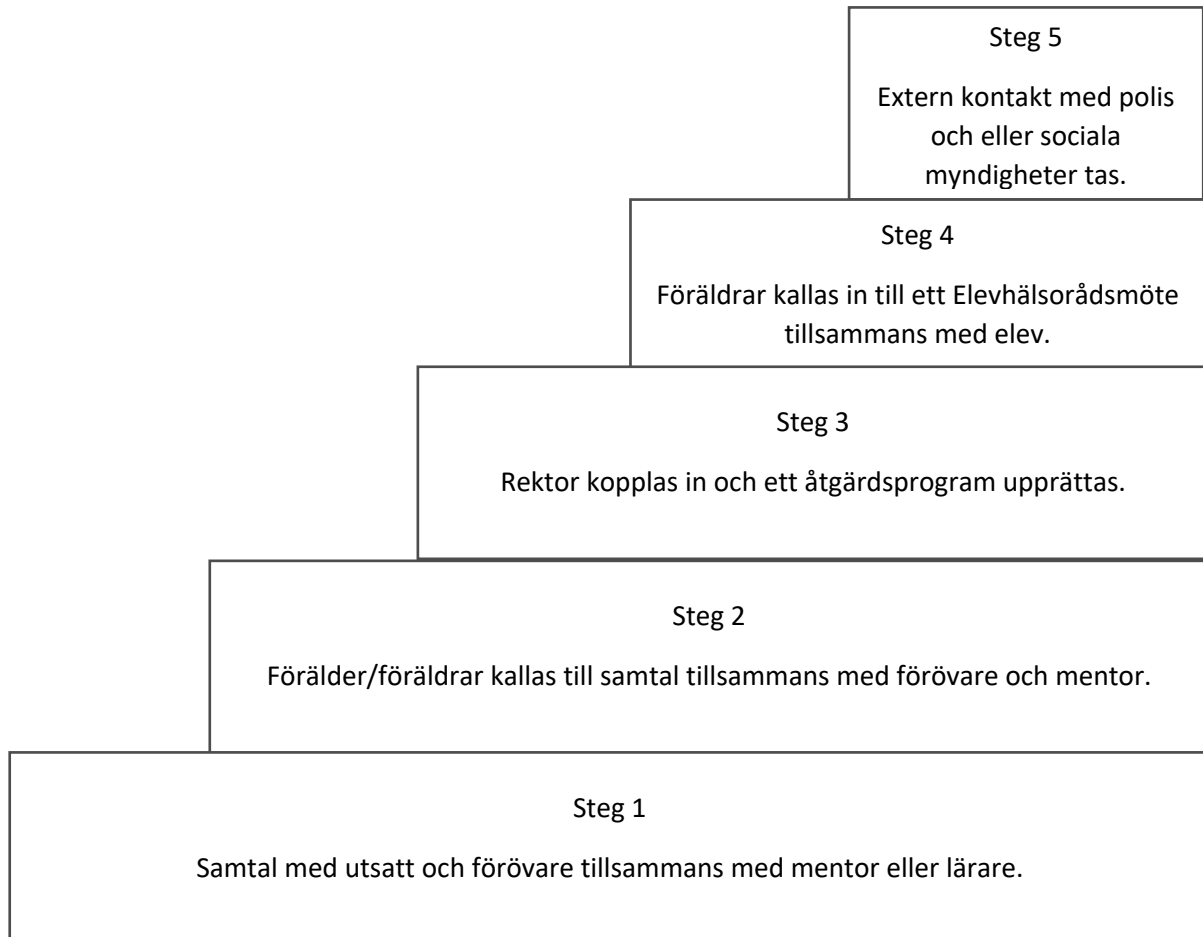 Steg 5
Extern kontakt med polis
och eller sociala
myndigheter tas.
Steg 4
Föräldrar kallas in till ett Elevhälsorådsmöte
tillsammans med elev.
Steg 3
Rektor kopplas in och ett åtgärdsprogram upprättas.
Steg 2
Förälder/föräldrar kallas till samtal tillsammans med förövare och mentor.
Steg 1
Samtal med utsatt och förövare tillsammans med mentor eller lärare.